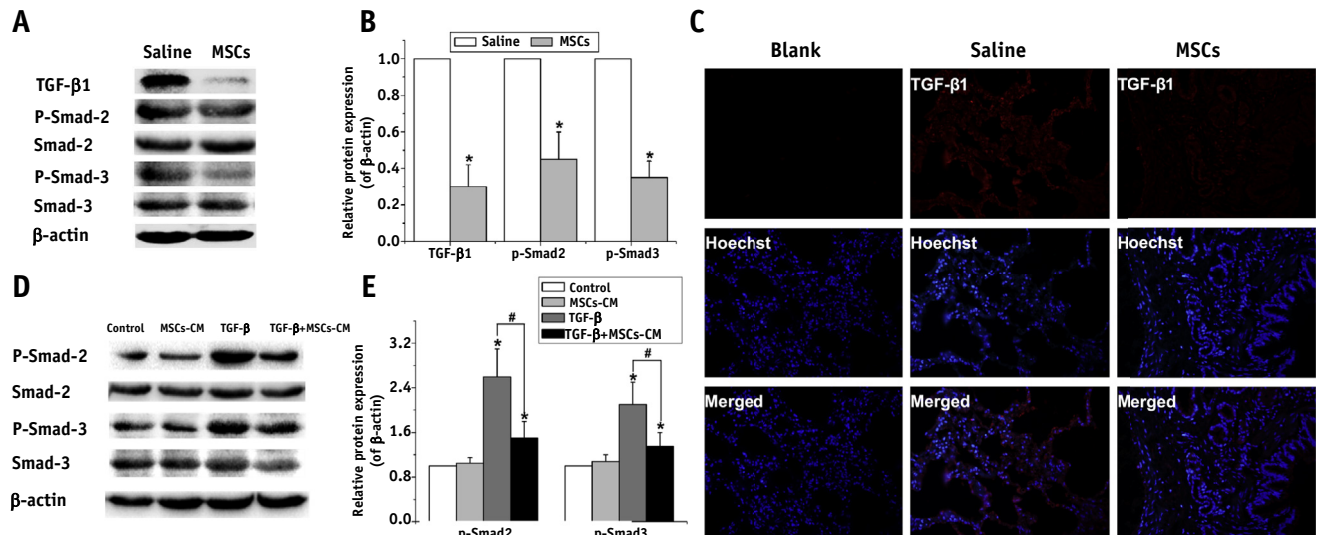 A
Saline MSCs
TGF-β1
P-Smad-2
Smad-2
P-Smad-3
Smad-3
β-actin
B
Saline MSCs
Relative protein expression
(of β-actin)
1.0
0.8
0.6
0.4
0.2
0.0
* * *
TGF-β1 p-Smad2 p-Smad3
C
Blank Saline MSCs
TGF-β1 TGF-β1
Hoechst Hoechst Hoechst
Merged Merged Merged
D
Control MSCs-CM TGF-β TGF-β+MSCs-CM
P-Smad-2
Smad-2
P-Smad-3
Smad-3
β-actin
E
Control
MSCs-CM
TGF-β
TGF-β+MSCs-CM
Relative protein expression
(of β-actin)
3.2
2.4
1.6
0.8
0.0
# #
* * * *
p-Smad2 p-Smad3